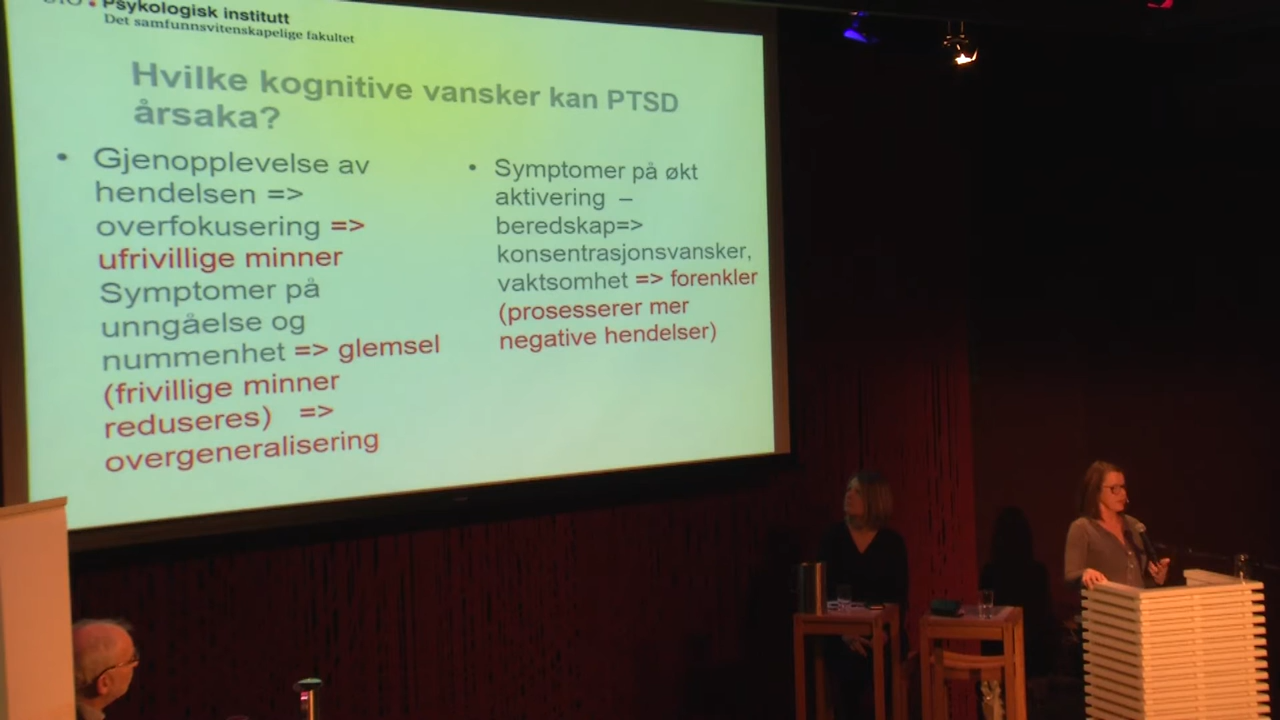 Psykologisk institutt
Det samfunnsvitenskapelige fakultet
Hvilke kognitive vansker kan PTSD
årsaka?
• Gjenopplevelse av
hendelsen =>
overfokusering =>
ufrivillige minner
Symptomer på
unngåelse og
nummenhet => glemsel
(frivillige minner
reduseres) =>
overgeneralisering
• Symptomer på økt
aktivering –
beredskap=>
konsentrasjonsvansker,
vaktsomhet => forenkler
(prosesserer mer
negative hendelser)